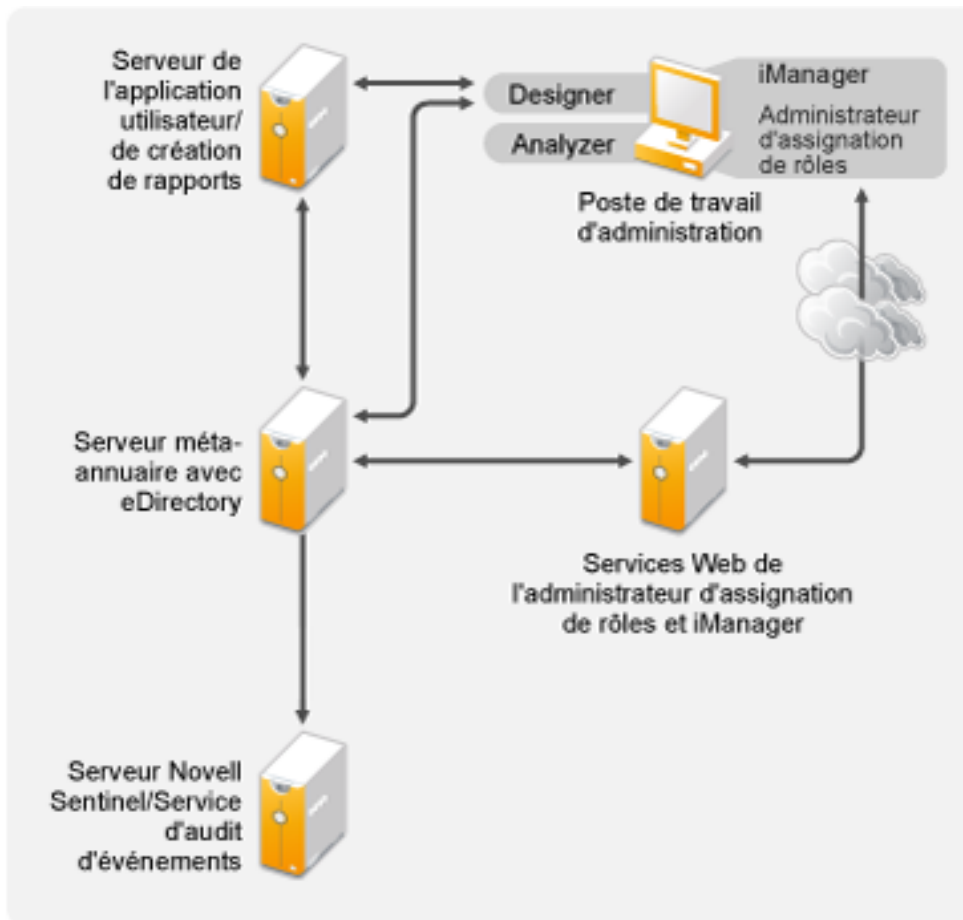 Serveur de
l'application
utilisateur/
de création
de rapports
Designer
Analyzer
iManager
Administrateur
d'assignation
de rôles
Poste de travail
d'administration
Serveur méta-
annuaire avec
eDirectory
Services Web de
l'administrateur d'assignation
de rôles et iManager
Serveur Novell
Sentinel/Service
d'audit
d'événements